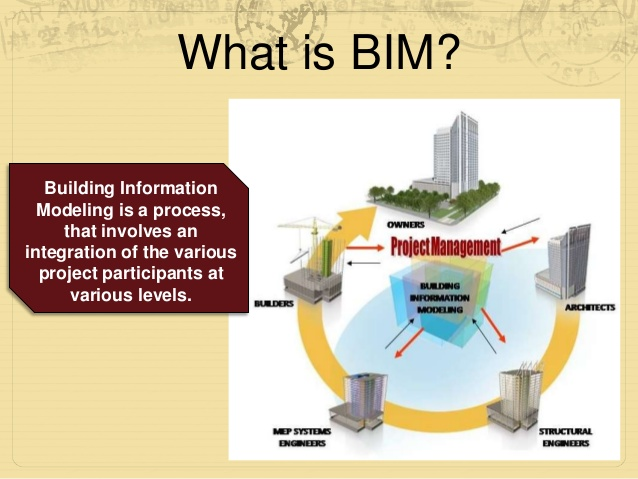 What is BIM?
Building Information
Modeling is a process,
that involves an
integration of the various
project participants at
various levels.
OWNERS
Project Management
BUILDING
INFORMATION
MODELING
BUILDERS
ARCHITECTS
MEP SYSTEMS
ENGINEERS
STRUCTURAL
ENGINEERS